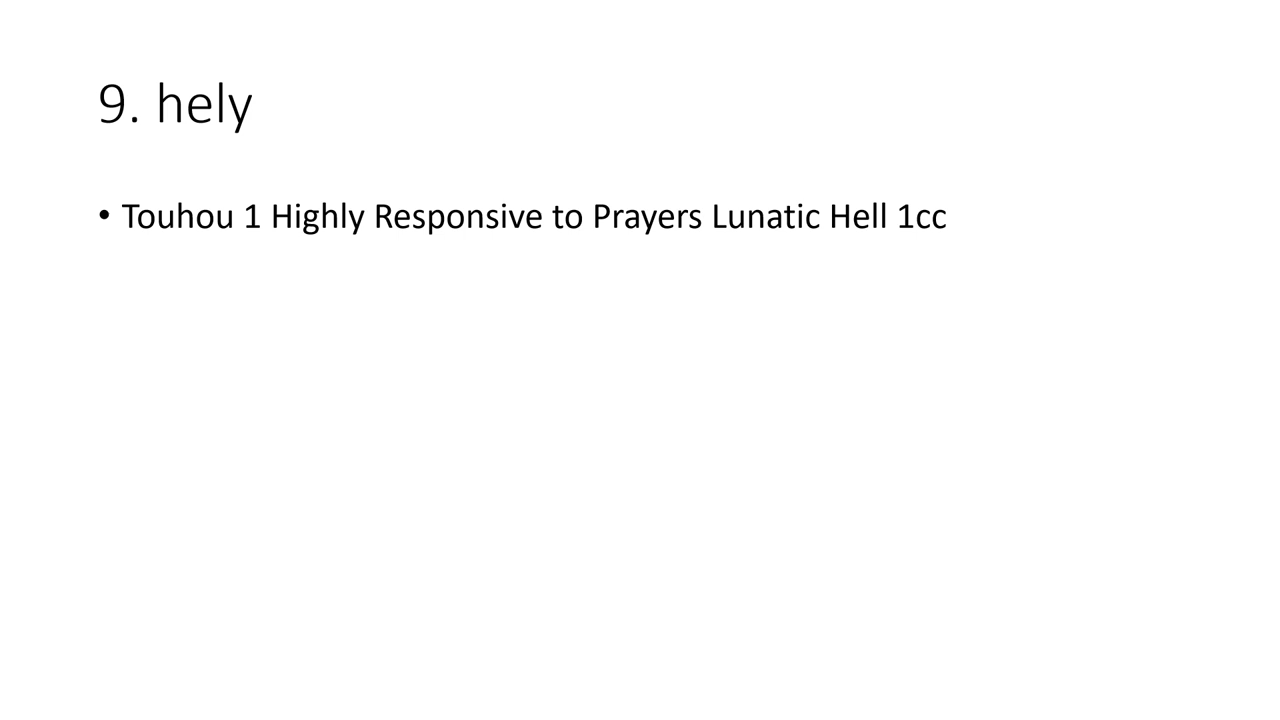 9. hely
• Touhou 1 Highly Responsive to Prayers Lunatic Hell 1cc